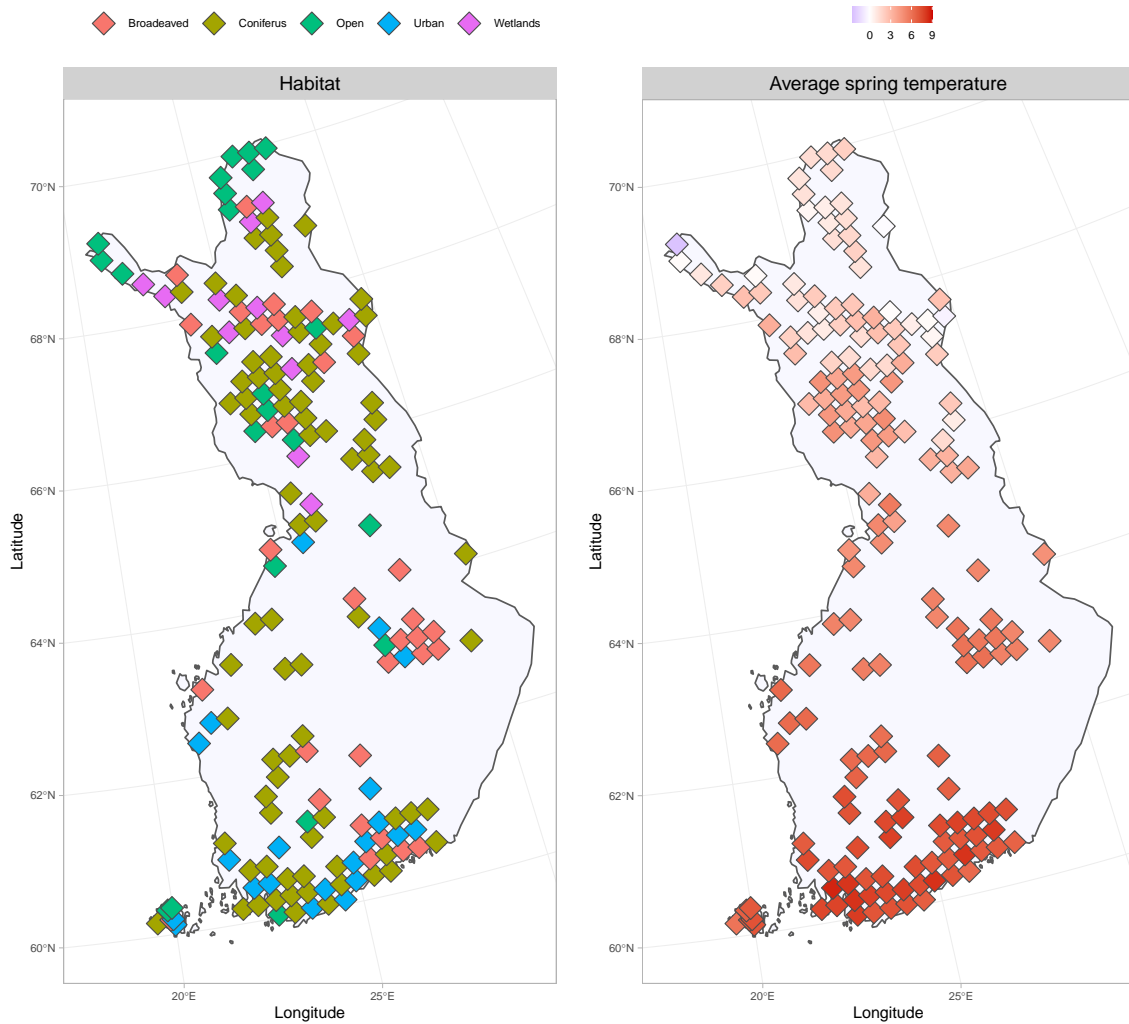 Broadeaved Coniferus Open Urban Wetlands
0 3 6 9
Habitat
70°N
68°N
66°N
64°N
62°N
60°N
20°E 25°E
Latitude
Longitude
Average spring temperature
70°N
68°N
66°N
64°N
62°N
60°N
20°E 25°E
Latitude
Longitude